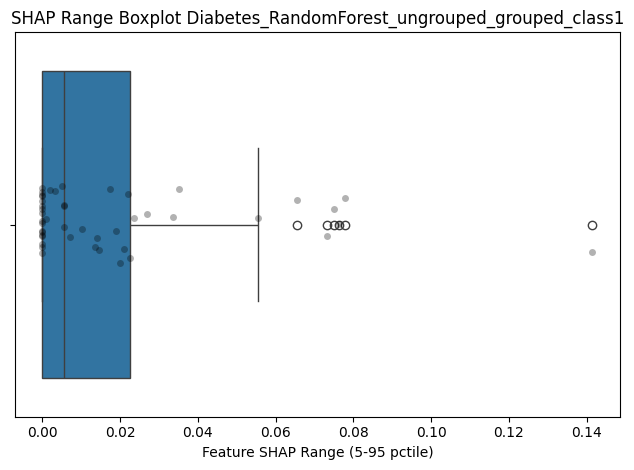 SHAP Range Boxplot Diabetes_RandomForest_ungrouped_grouped_class1
0.00 0.02 0.04 0.06 0.08 0.10 0.12 0.14
Feature SHAP Range (5-95 pctile)